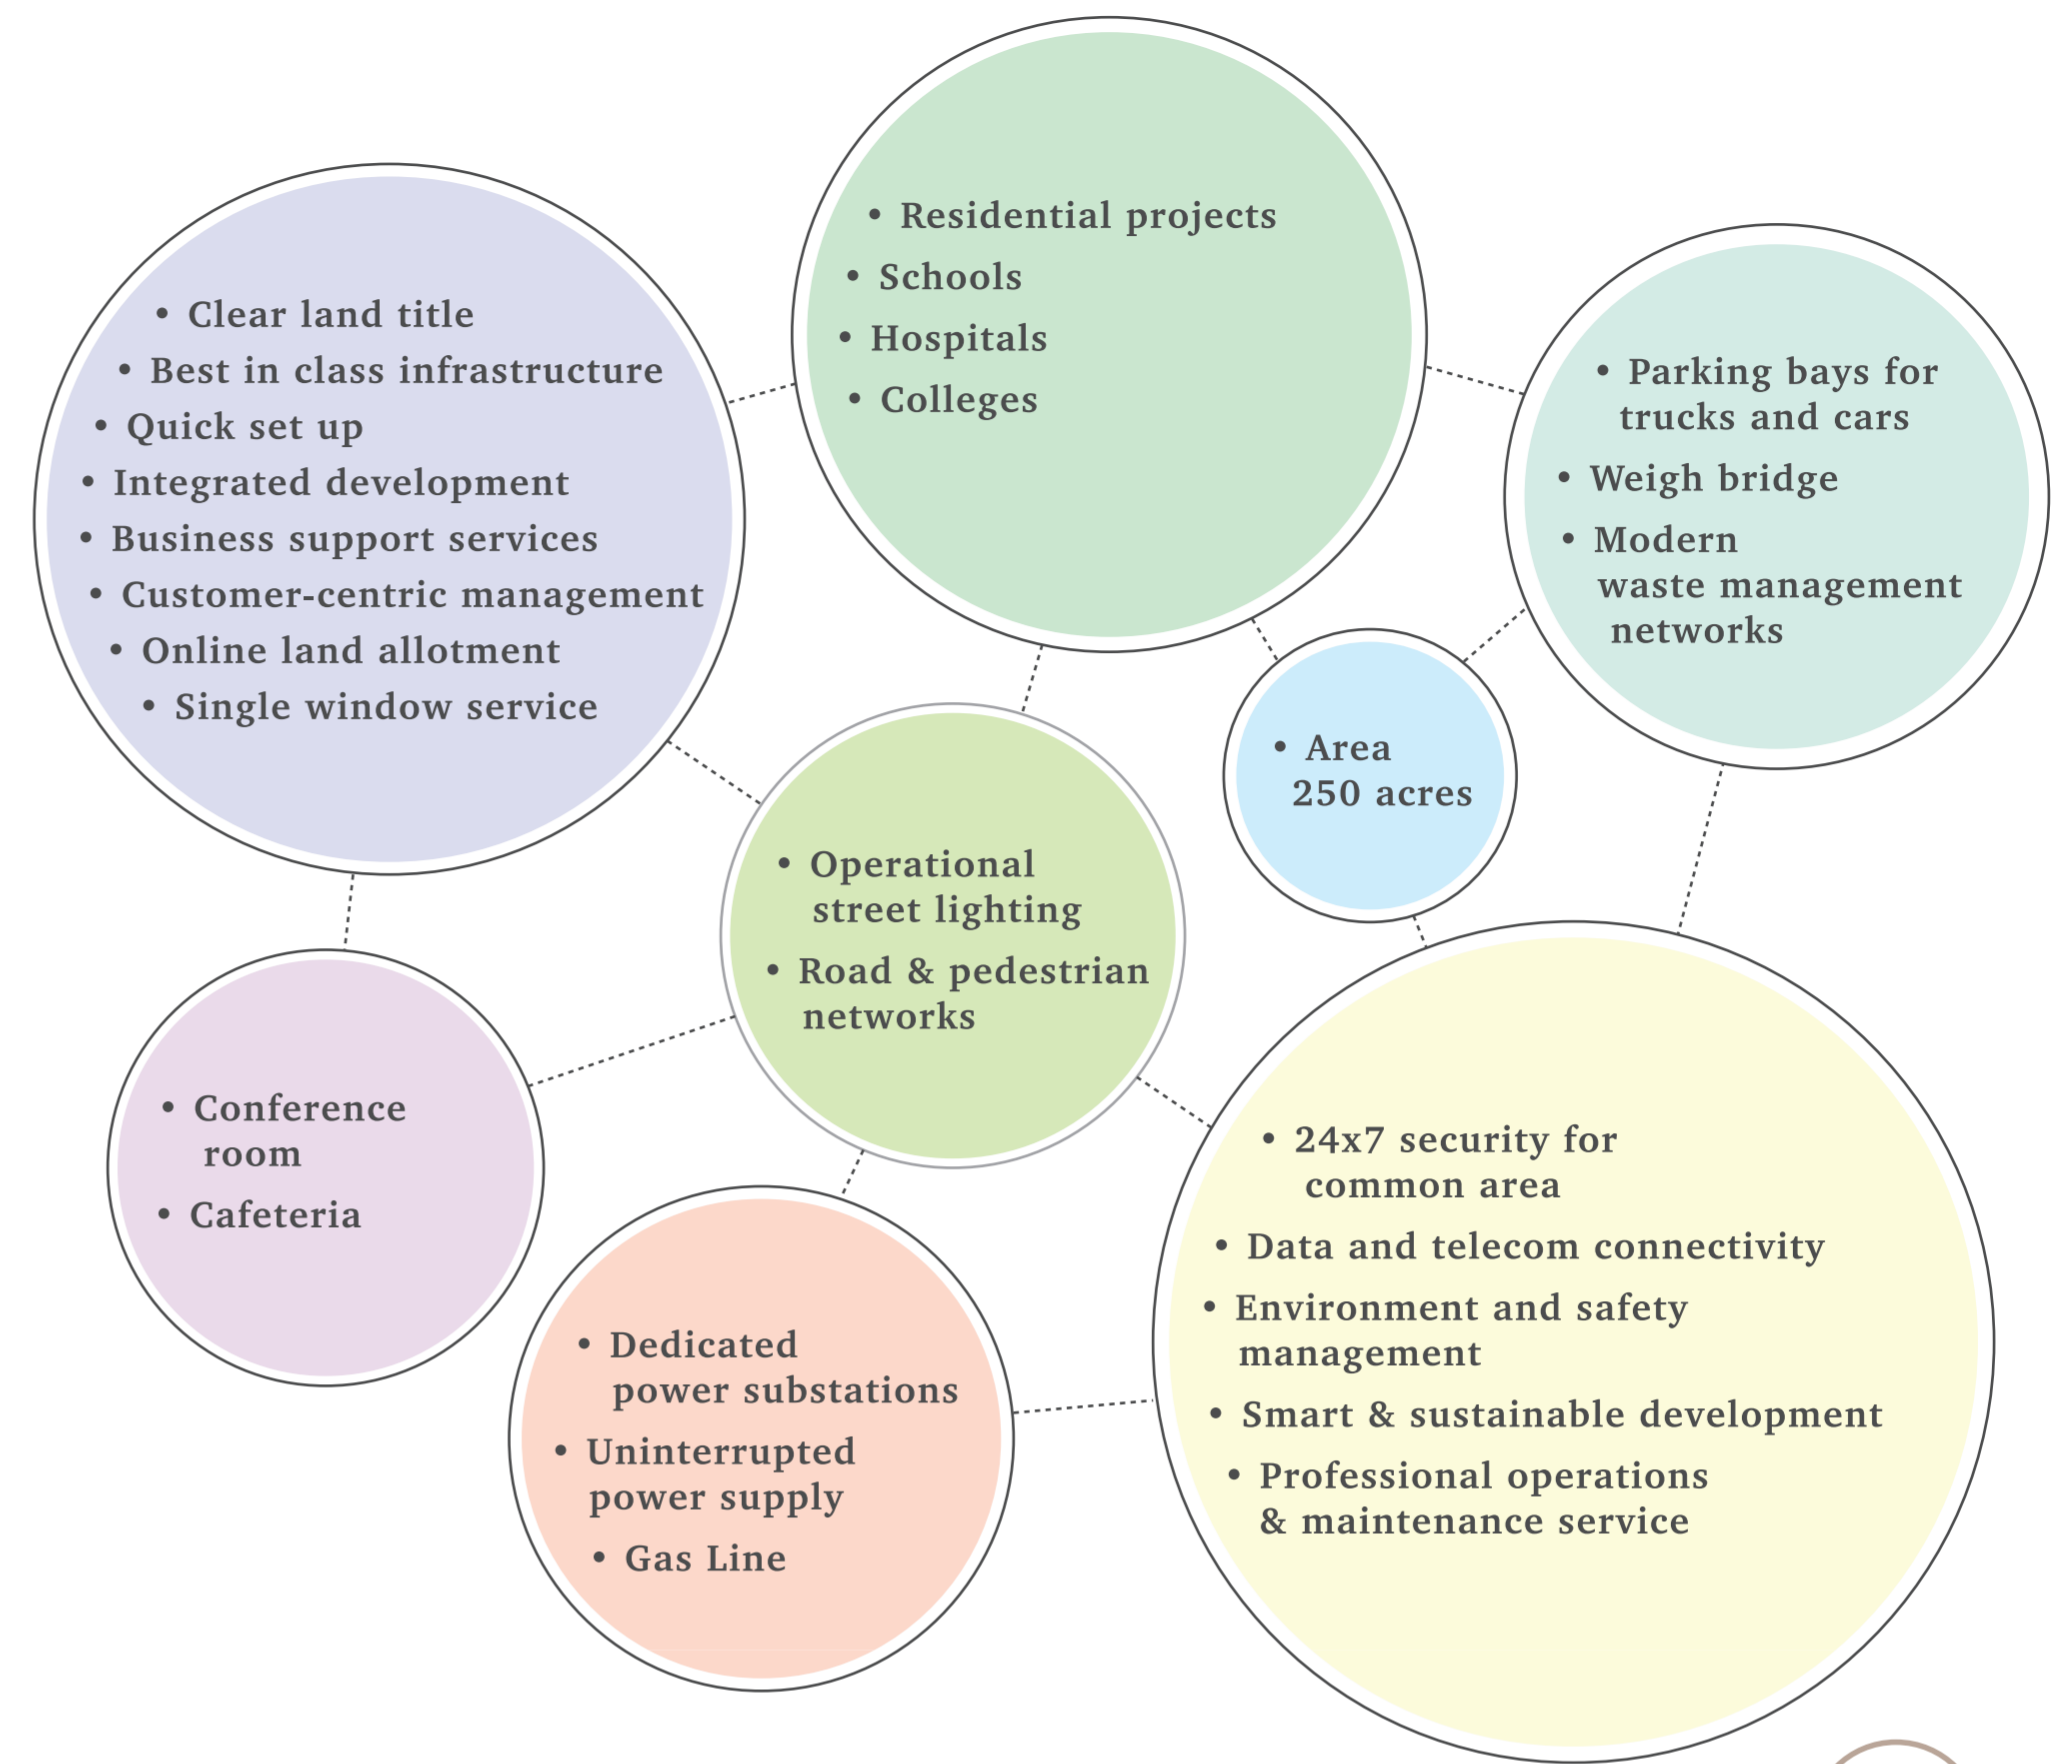 • Residential projects
• Schools
• Hospitals
• Colleges
• Clear land title
• Best in class infrastructure
• Quick set up
• Integrated development
• Business support services
• Customer-centric management
• Online land allotment
• Single window service
• Parking bays for
trucks and cars
• Weigh bridge
• Modern
waste management
networks
• Area
250 acres
• Operational
street lighting
• Road & pedestrian
networks
• Conference
room
• Cafeteria
• 24x7 security for
common area
• Data and telecom connectivity
• Environment and safety
management
• Smart & sustainable development
• Professional operations
& maintenance service
• Dedicated
power substations
• Uninterrupted
power supply
• Gas Line